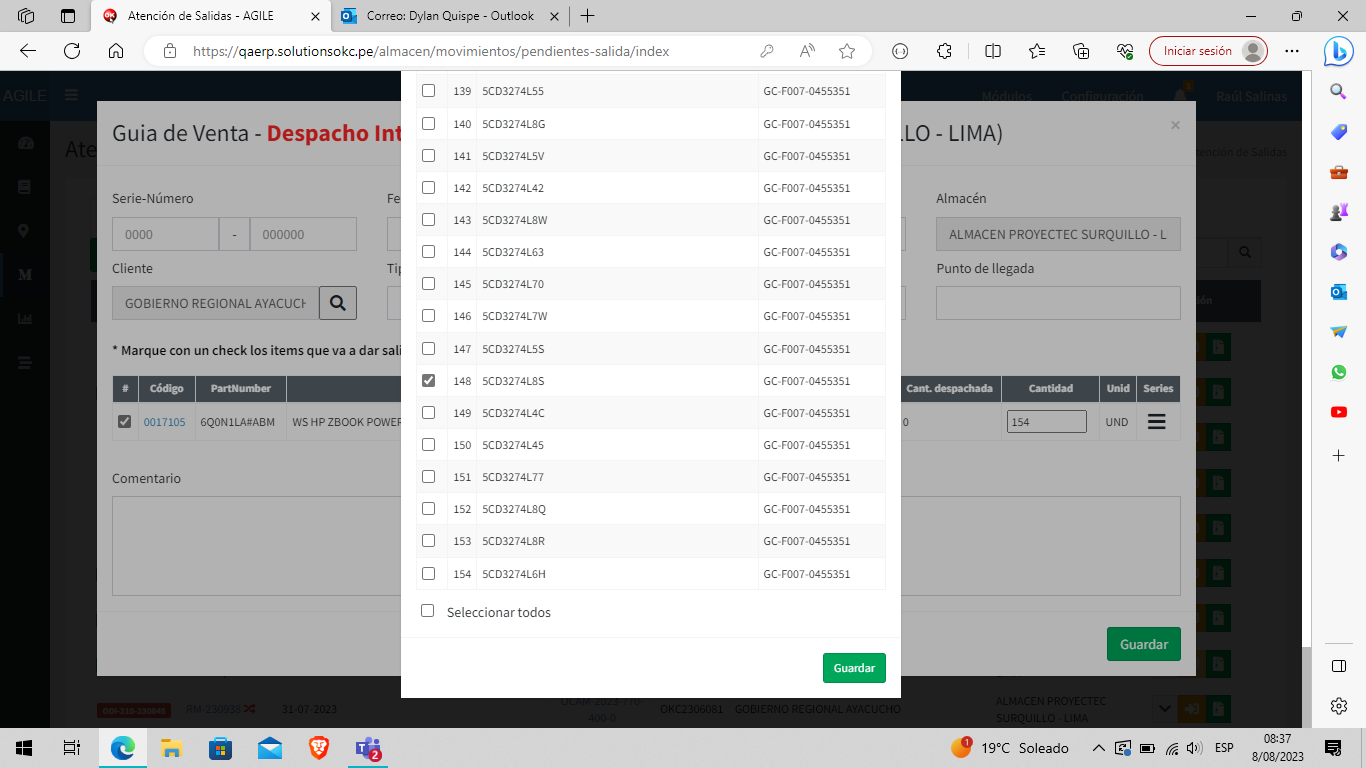 Atención de Salidas - AGILE
Correo: Dylan Quispe - Outlook
https://qaerp.solutionsokc.pe/almacen/movimientos/pendientes-salida/index
Iniciar sesión
AGILE
Módulos
Configuración
Raúl Salinas
Ate
tención de Salidas
Guia de Venta - Despacho Int
LLO - LIMA)
×
139 5CD3274L55 GC-F007-0455351
140 5CD3274L8G GC-F007-0455351
141 5CD3274L5V GC-F007-0455351
142 5CD3274L42 GC-F007-0455351
143 5CD3274L8W GC-F007-0455351
144 5CD3274L63 GC-F007-0455351
145 5CD3274L70 GC-F007-0455351
146 5CD3274L7W GC-F007-0455351
147 5CD3274L5S GC-F007-0455351
148 5CD3274L8S GC-F007-0455351
149 5CD3274L4C GC-F007-0455351
150 5CD3274L45 GC-F007-0455351
151 5CD3274L77 GC-F007-0455351
152 5CD3274L8Q GC-F007-0455351
153 5CD3274L8R GC-F007-0455351
154 5CD3274L6H GC-F007-0455351
Seleccionar todos
Guardar
Serie-Número
Fe
Almacén
0000 - 000000
ALMACEN PROYECTEC SURQUILLO - L
Cliente
Tip
Punto de llegada
GOBIERNO REGIONAL AYACUCH
* Marque con un check los items que va a dar sali
# Código PartNumber Cant. despachada Cantidad Unid Series
0017105 6Q0N1LA#ABM WS HP ZBOOK POWER 0 154 UND
Comentario
Guardar
M
ODI-210-230845 RM-230938 31-07-2023 OCAM-2023-770-400-0 OKC2306081 GOBIERNO REGIONAL AYACUCHO ALMACEN PROYECTEC SURQUILLO - LIMA
2
1
19°C Soleado
ESP
08:37
8/08/2023